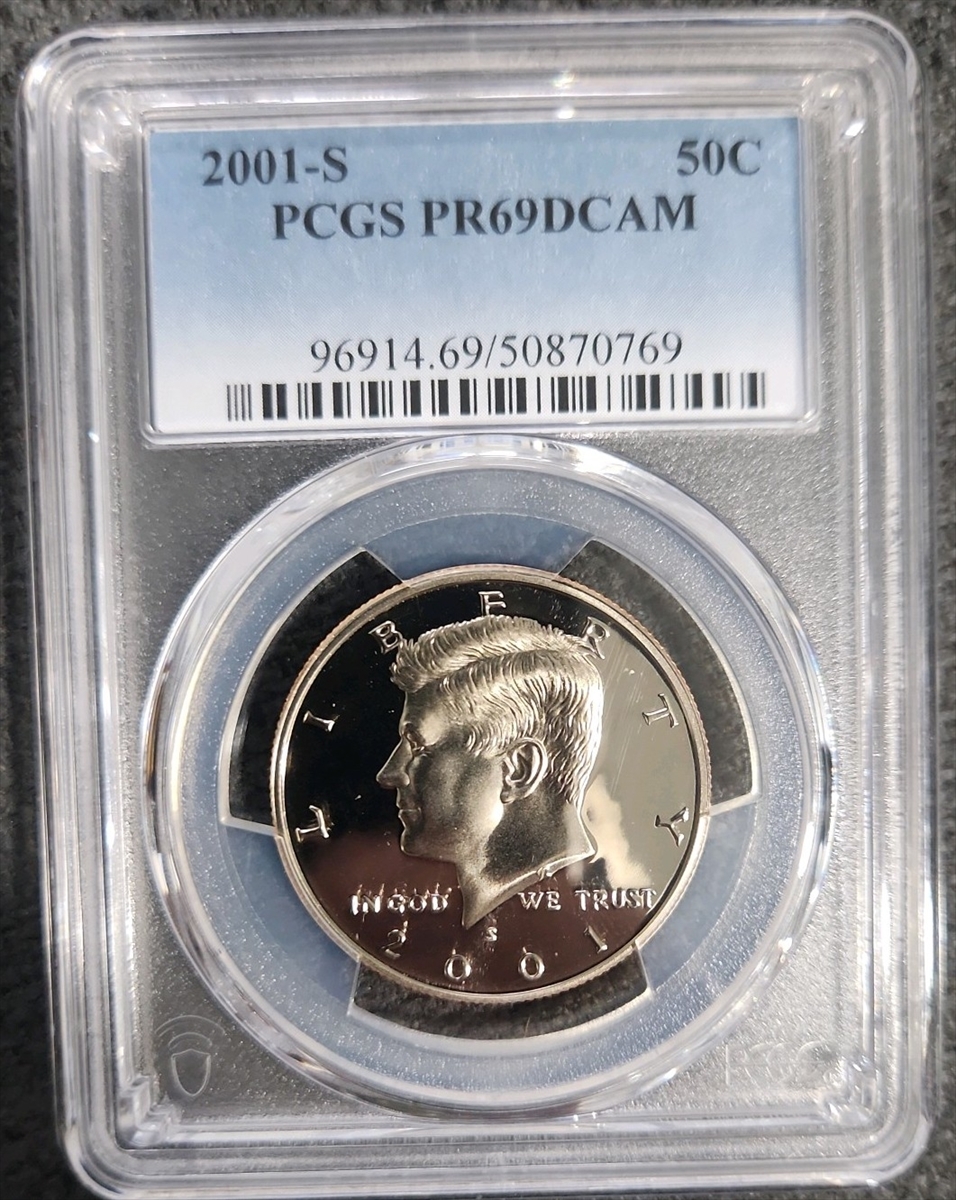 2001-S 50C
PCGS PR69DCAM
96914.69/50870769
LIBERTY
IN GOD WE TRUST
S
2001